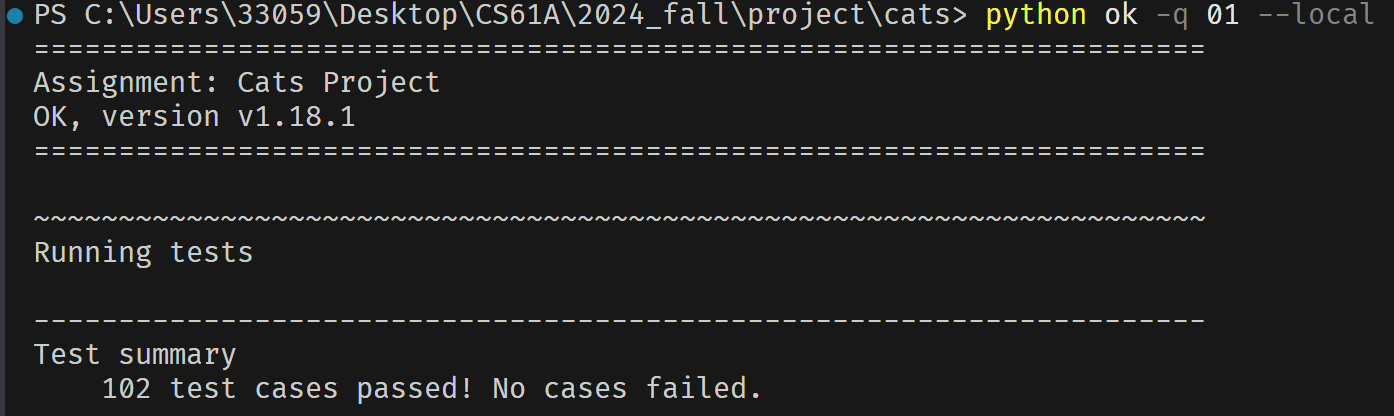 PS C:\Users\33059\Desktop\CS61A\2024_fall\project\cats> python ok -q 01 --local
=====================================================================
Assignment: Cats Project
OK, version v1.18.1
=====================================================================
~~~~~~~~~~~~~~~~~~~~~~~~~~~~~~~~~~~~~~~~~~~~~~~~~~~~~~~~~~~~~~~~~~~~~
Running tests
---------------------------------------------------------------------
Test summary
    102 test cases passed! No cases failed.